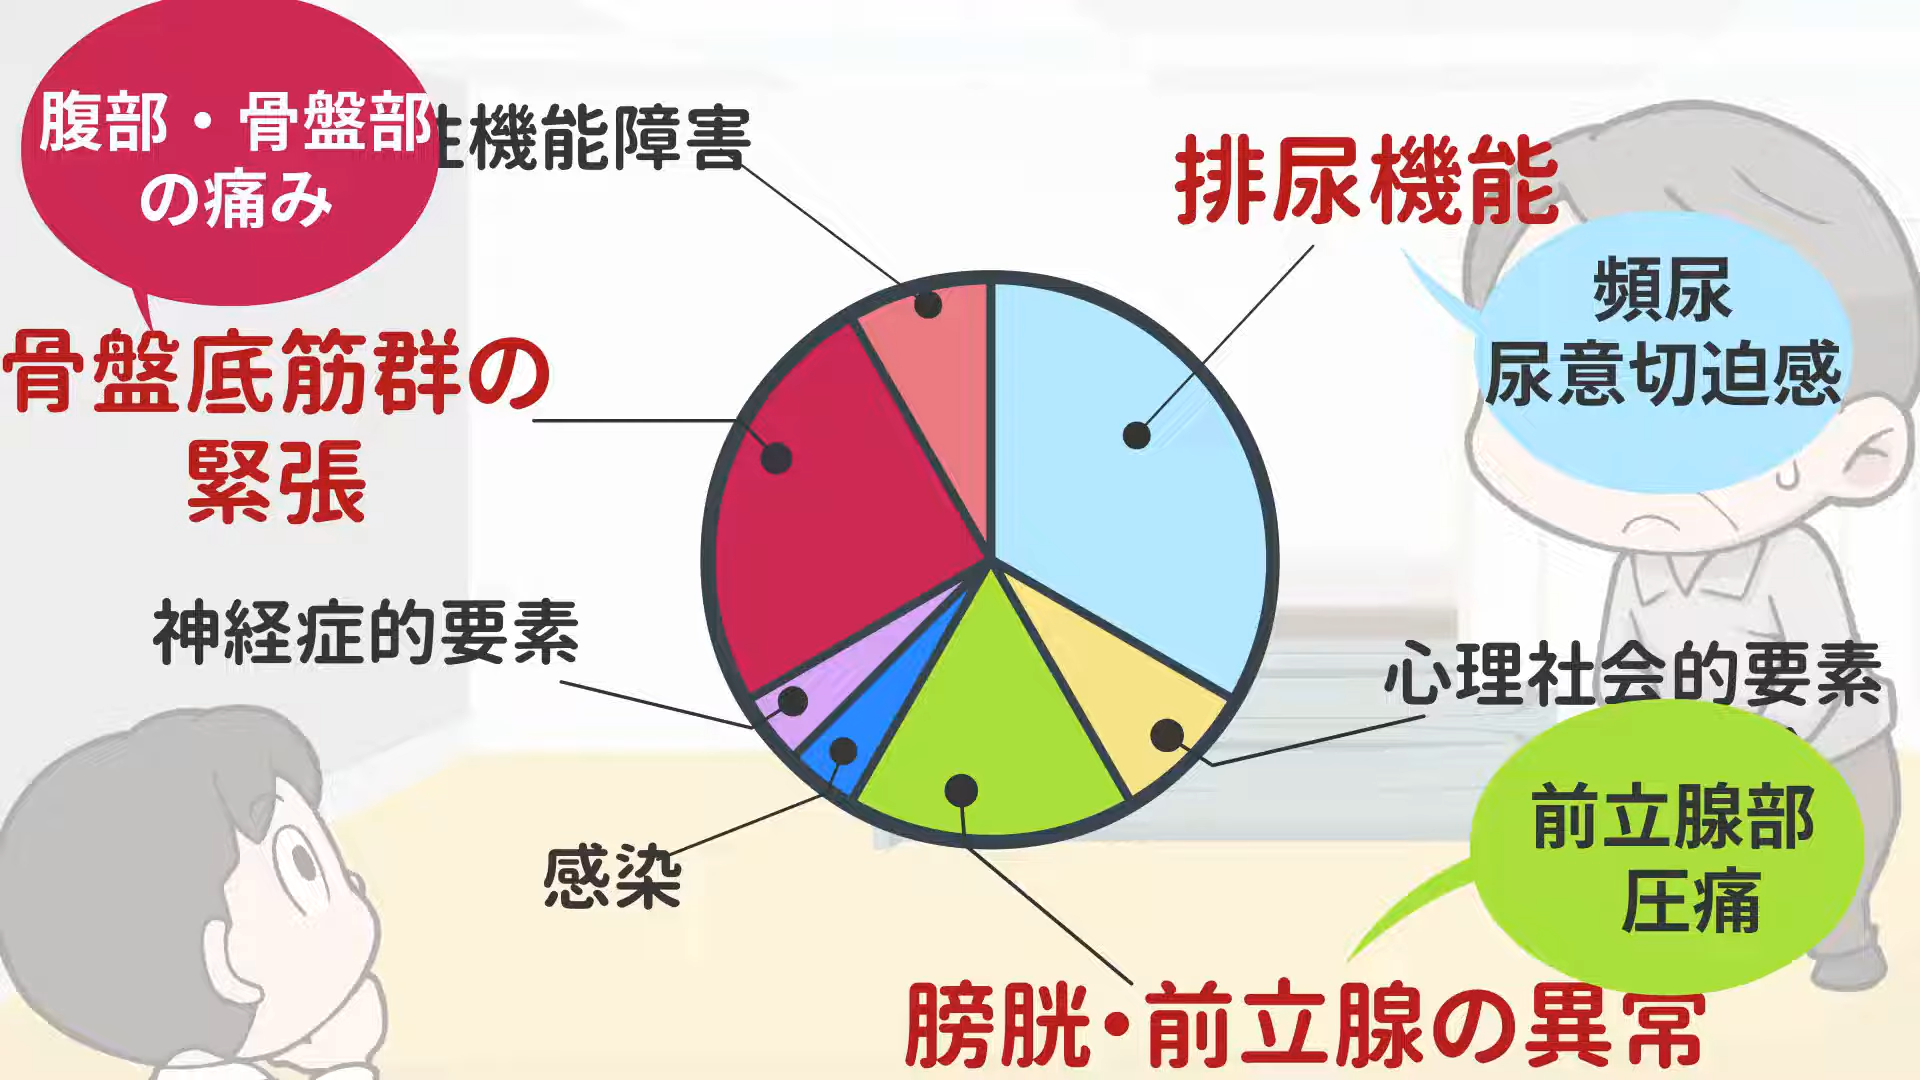 腹部・骨盤部
の痛み
性機能障害
排尿機能
頻尿
尿意切迫感
骨盤底筋群の
緊張
神経症的要素
心理社会的要素
感染
前立腺部
圧痛
膀胱・前立腺の異常